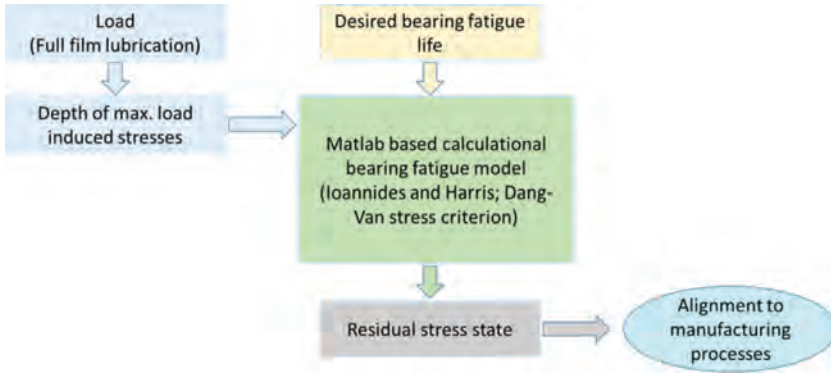 Load
(Full film lubrication)
Desired bearing fatigue
life
Depth of max. load
induced stresses
Matlab based calculational
bearing fatigue model
(Ioannides and Harris; Dang-
Van stress criterion)
Residual stress state
Alignment to
manufacturing
processes